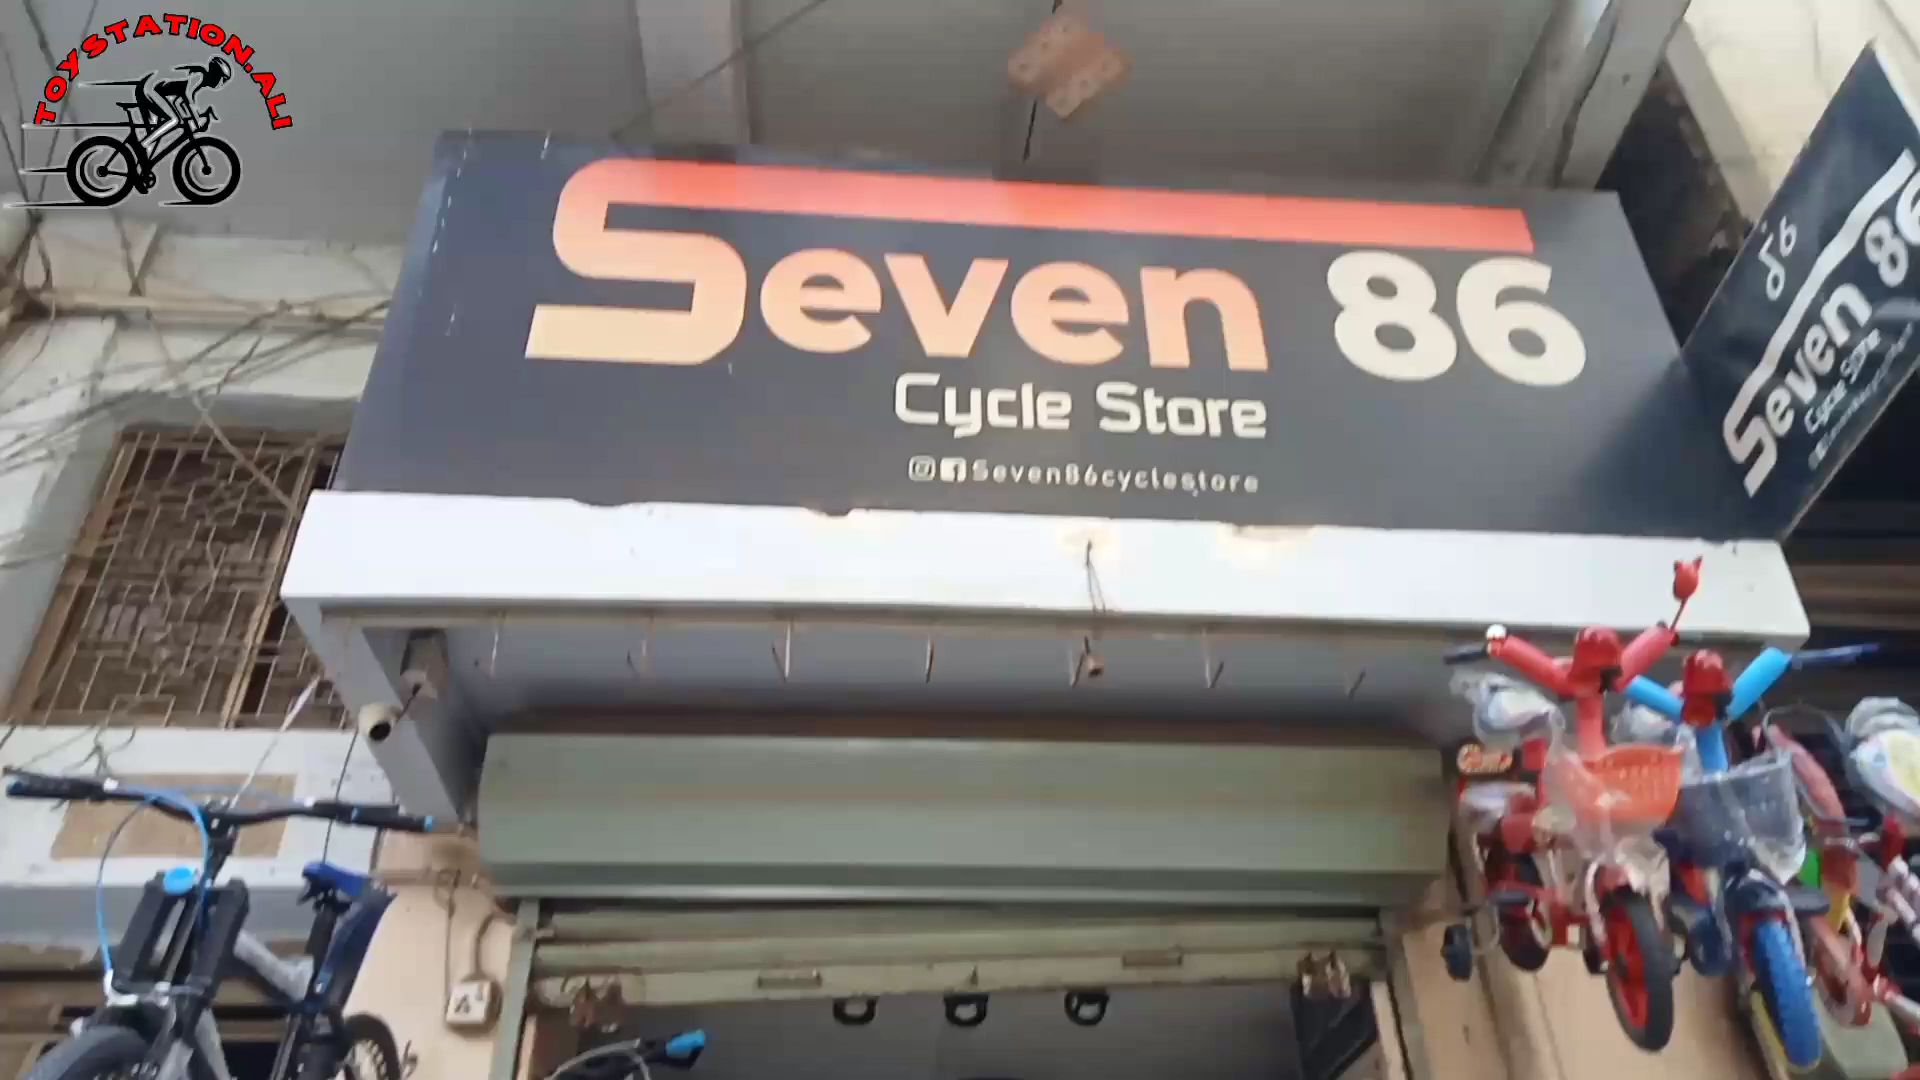 TOYSTATION.ALI
Seven 86
Cycle Store
Seven86cyclestore
Seven 86
Cycle Store